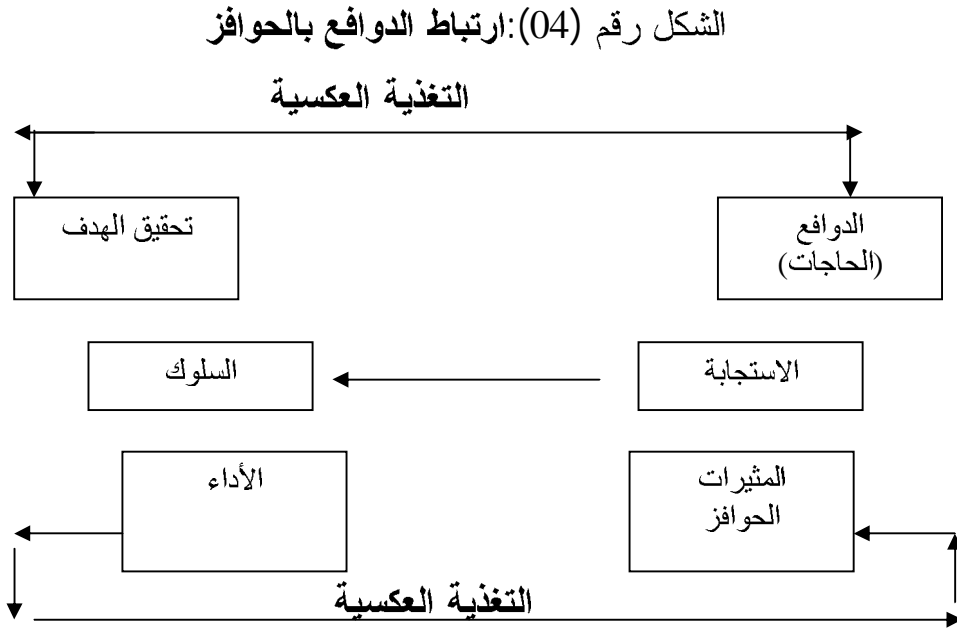 الشكل رقم (04):ارتباط الدوافع بالحوافز
التغذية العكسية
الدوافع
(الحاجات)
تحقيق الهدف
الاستجابة
السلوك
المثيرات
الحوافز
الأداء
التغذية العكسية